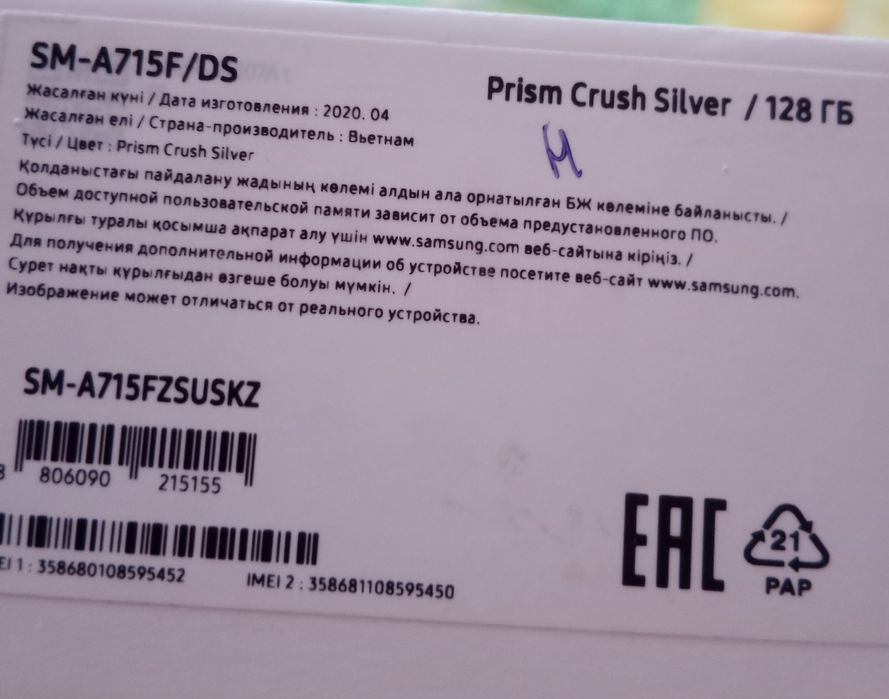 SM-A715F/DS
Prism Crush Silver / 128 ГБ
Жасалған күні / Дата изготовления : 2020. 04
Жасалған елі / Страна-производитель : Вьетнам
Түсі / Цвет : Prism Crush Silver
Қолданыстағы пайдалану жадының көлемі алдын ала орнатылған БЖ көлеміне байланысты. /
Объем доступной пользовательской памяти зависит от объема предустановленного ПО.
Құрылғы туралы қосымша ақпарат алу үшін www.samsung.com веб-сайтына кіріңіз. /
Для получения дополнительной информации об устройстве посетите веб-сайт www.samsung.com.
Сурет нақты құрылғыдан өзгеше болуы мүмкін. /
Изображение может отличаться от реального устройства.
SM-A715FZSUSKZ
8 806090 215155
EI 1 : 358680108595452 IMEI 2 : 358681108595450
EAC
21
PAP